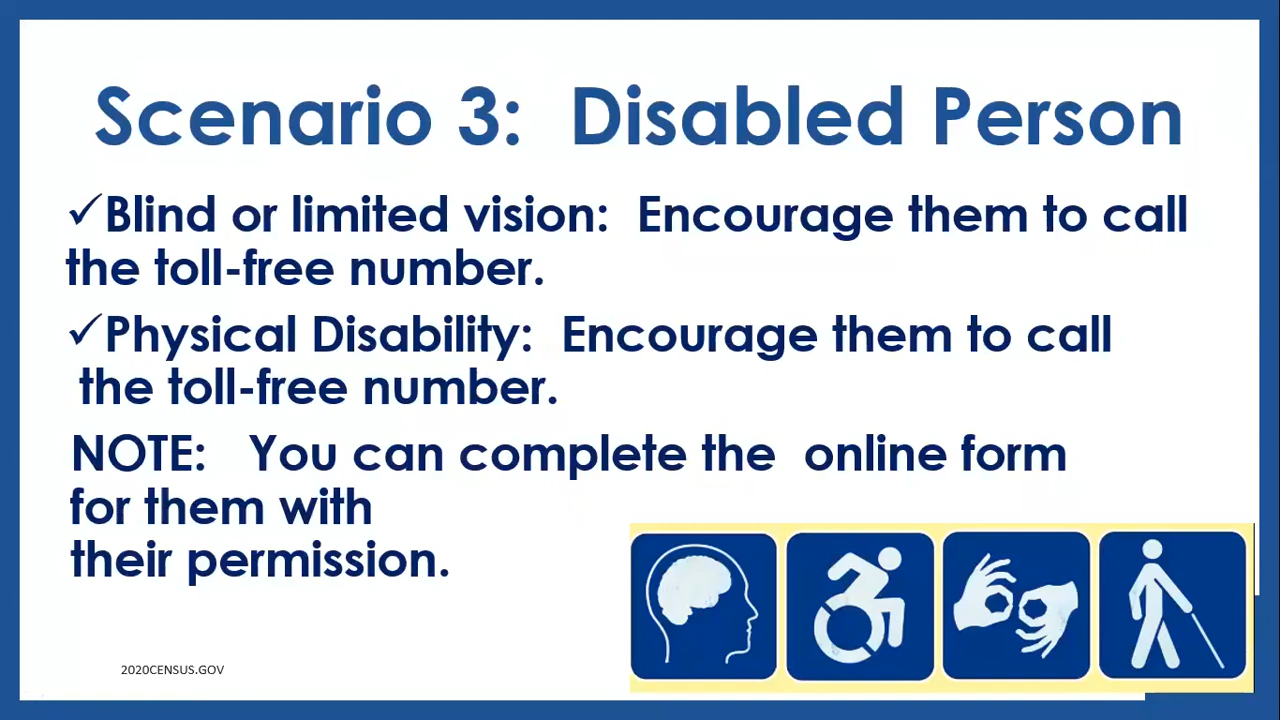 Scenario 3: Disabled Person
✓Blind or limited vision: Encourage them to call
the toll-free number.
✓Physical Disability: Encourage them to call
the toll-free number.
NOTE: You can complete the online form
for them with
their permission.
2020CENSUS.GOV